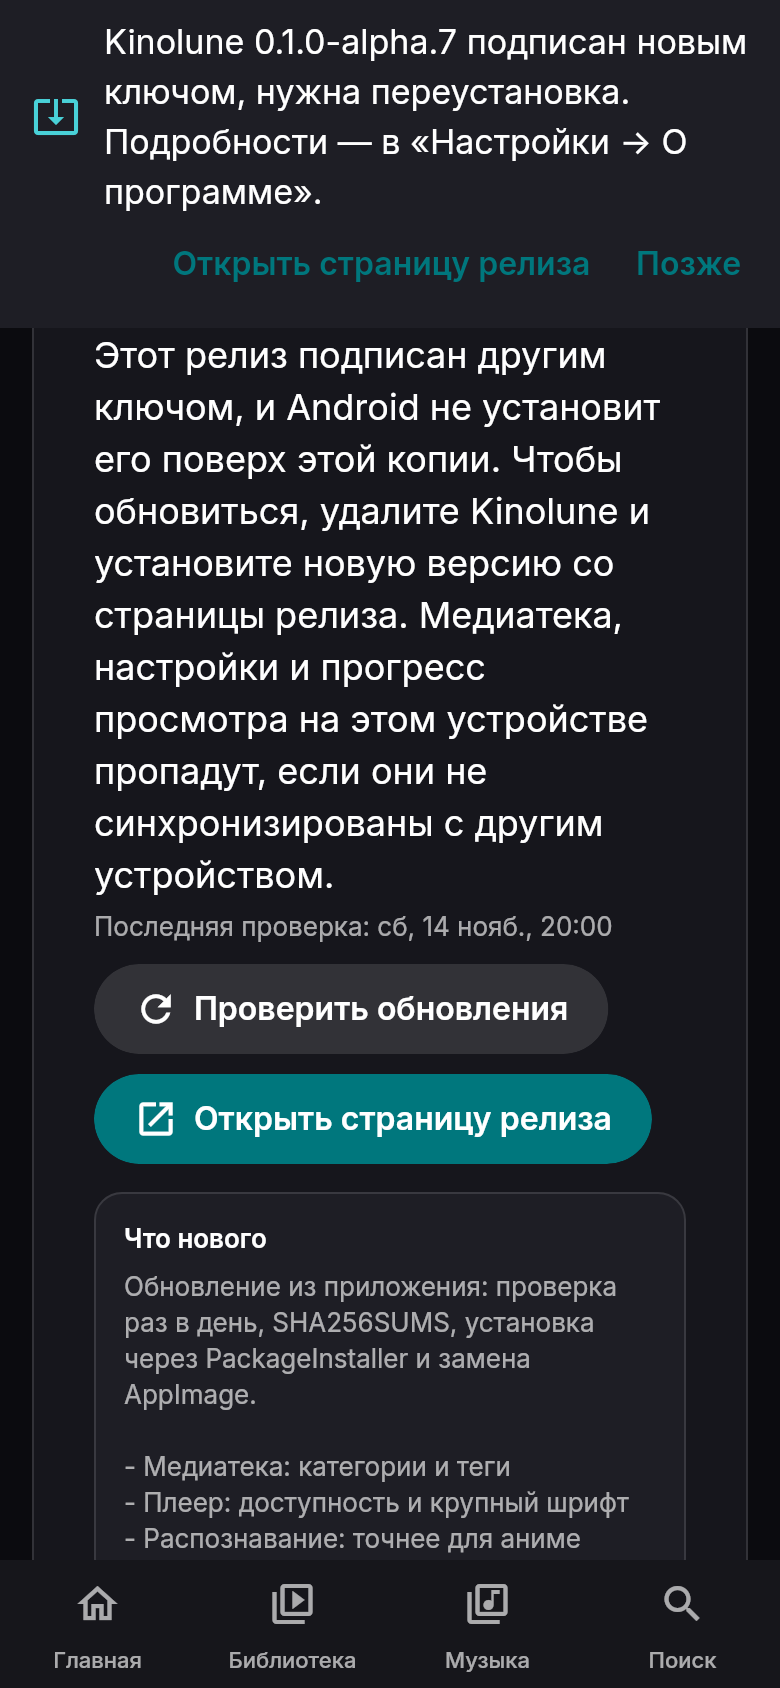 Kinolune 0.1.0-alpha.7 подписан новым
ключом, нужна переустановка.
Подробности — в «Настройки → О
программе».
Открыть страницу релиза Позже
Этот релиз подписан другим
ключом, и Android не установит
его поверх этой копии. Чтобы
обновиться, удалите Kinolune и
установите новую версию со
страницы релиза. Медиатека,
настройки и прогресс
просмотра на этом устройстве
пропадут, если они не
синхронизированы с другим
устройством.
Последняя проверка: сб, 14 нояб., 20:00
Проверить обновления
Открыть страницу релиза
Что нового
Обновление из приложения: проверка
раз в день, SHA256SUMS, установка
через PackageInstaller и замена
AppImage.
- Медиатека: категории и теги
- Плеер: доступность и крупный шрифт
- Распознавание: точнее для аниме
Главная Библиотека Музыка Поиск